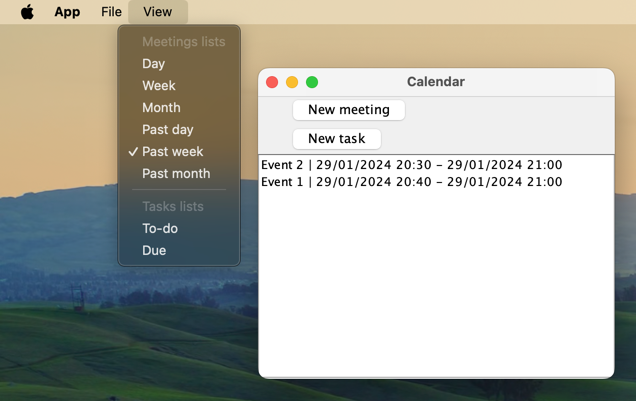 App File View
Meetings lists
Day
Week
Month
Past day
✓ Past week
Past month
Tasks lists
To-do
Due
Calendar
New meeting
New task
Event 2 | 29/01/2024 20:30 - 29/01/2024 21:00
Event 1 | 29/01/2024 20:40 - 29/01/2024 21:00